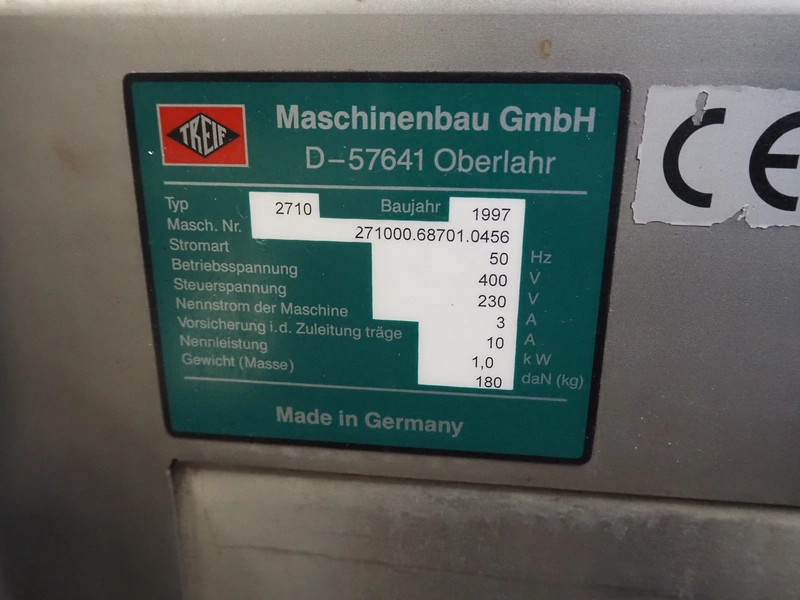 TREIF
Maschinenbau GmbH
D-57641 Oberlahr
Typ 2710 Baujahr 1997
Masch. Nr. 271000.68701.0456
Stromart 50 Hz
Betriebsspannung 400 V
Steuerspannung 230 V
Nennstrom der Maschine 3 A
Vorsicherung i.d. Zuleitung träge 10 A
Nennleistung 1,0 kW
Gewicht (Masse) 180 daN (kg)
Made in Germany
CE